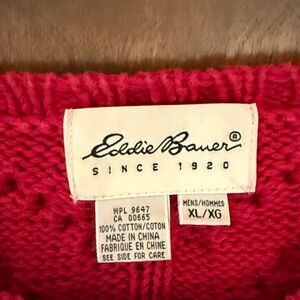 Eddie Bauer®
SINCE 1920
WPL 9647
CA 00665
100% COTTON/COTON
MADE IN CHINA
FABRIQUE EN CHINE
SEE SIDE FOR CARE
MENS/HOMMES
XL/XG